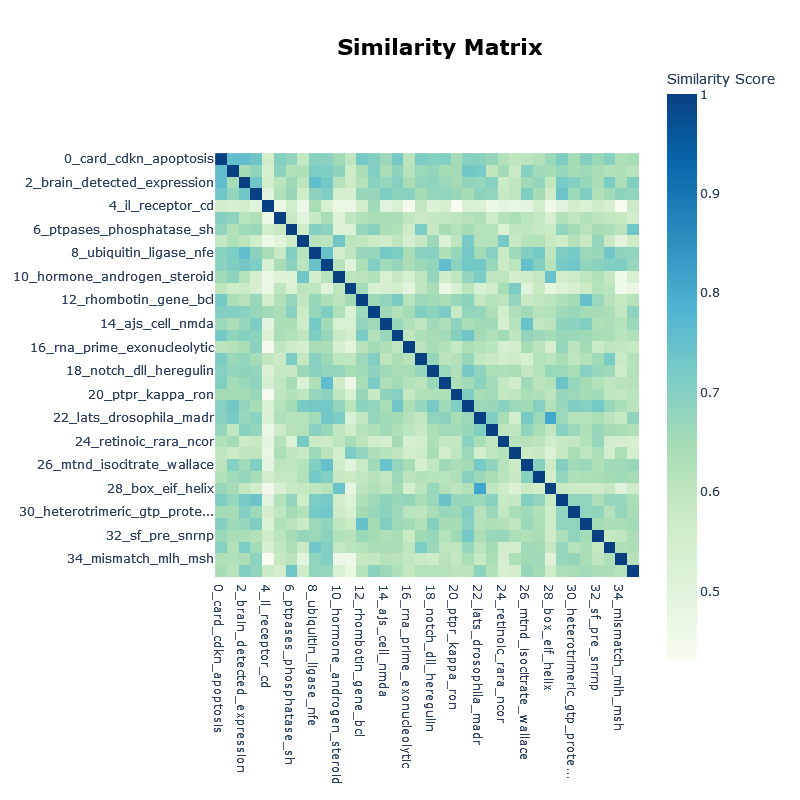 Similarity Matrix
Similarity Score
1
0.9
0.8
0.7
0.6
0.5
0_card_cdkn_apoptosis
2_brain_detected_expression
4_il_receptor_cd
6_ptpases_phosphatase_sh
8_ubiquitin_ligase_nfe
10_hormone_androgen_steroid
12_rhombotin_gene_bcl
14_ajs_cell_nmda
16_rna_prime_exonucleolytic
18_notch_dll_heregulin
20_ptpr_kappa_ron
22_lats_drosophila_madr
24_retinoic_rara_ncor
26_mtnd_isocitrate_wallace
28_box_eif_helix
30_heterotrimeric_gtp_prote...
32_sf_pre_snrnp
34_mismatch_mlh_msh
0_card_cdkn_apoptosis
2_brain_detected_expression
4_il_receptor_cd
6_ptpases_phosphatase_sh
8_ubiquitin_ligase_nfe
10_hormone_androgen_steroid
12_rhombotin_gene_bcl
14_ajs_cell_nmda
16_rna_prime_exonucleolytic
18_notch_dll_heregulin
20_ptpr_kappa_ron
22_lats_drosophila_madr
24_retinoic_rara_ncor
26_mtnd_isocitrate_wallace
28_box_eif_helix
30_heterotrimeric_gtp_prote...
32_sf_pre_snrnp
34_mismatch_mlh_msh